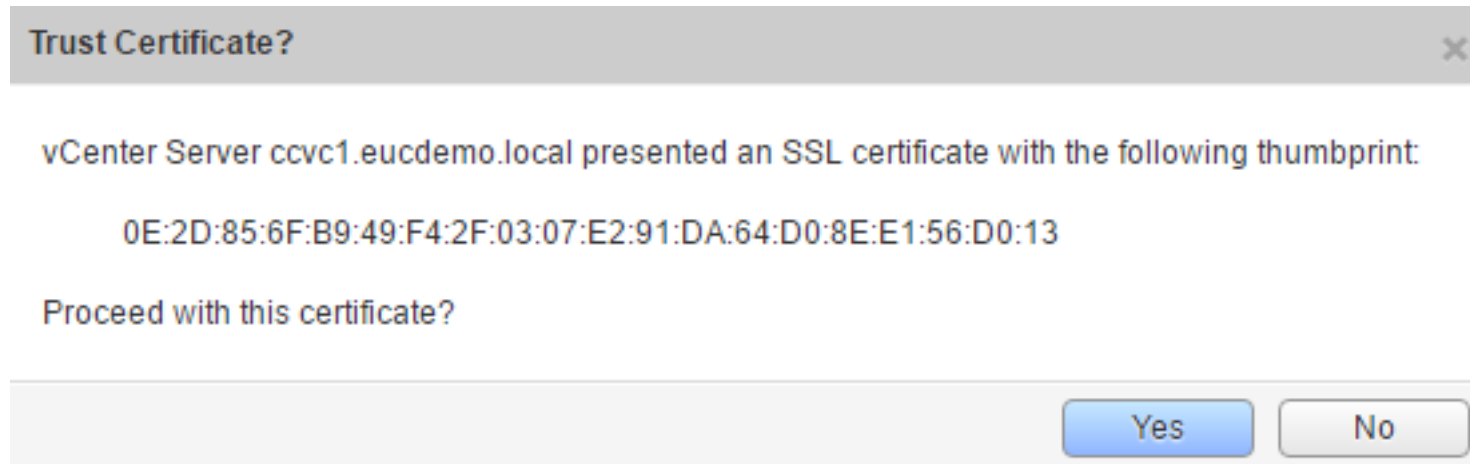 Trust Certificate?
vCenter Server ccvc1.eucdemo.local presented an SSL certificate with the following thumbprint:
0E:2D:85:6F:B9:49:F4:2F:03:07:E2:91:DA:64:D0:8E:E1:56:D0:13
Proceed with this certificate?
Yes No